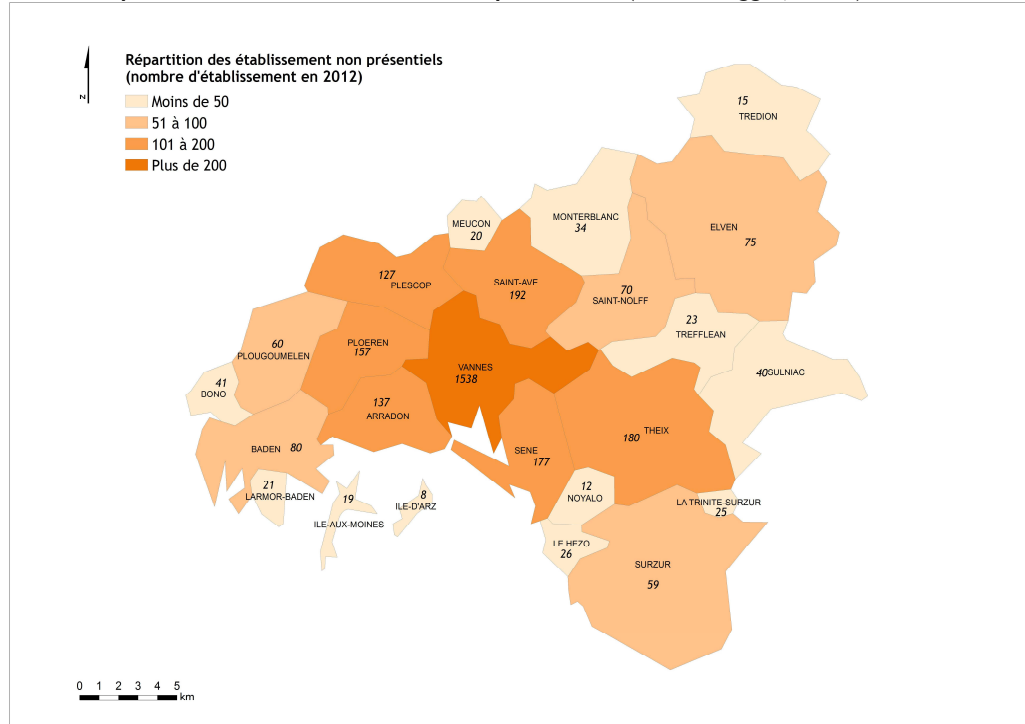 Répartition des établissement non présentiels
(nombre d'établissement en 2012)
Moins de 50
51 à 100
101 à 200
Plus de 200
z
15
TREDION
MEUCON
20
MONTERBLANC
34
ELVEN
75
127
PLESCOP
SAINT-AVE
192
70
SAINT-NOLFF
23
TREFFLEAN
60
PLOUGOUMELEN
PLOEREN
157
VANNES
1538
40 SULNIAC
41
DONO
137
ARRADON
BADEN 80
SENE
177
THEIX
180
21
LARMOR-BADEN
19
ILE-AUX-MOINES
8
ILE-D'ARZ
12
NOYALO
LA TRINITE-SURZUR
25
LE HEZO
26
SURZUR
59
0 1 2 3 4 5
km